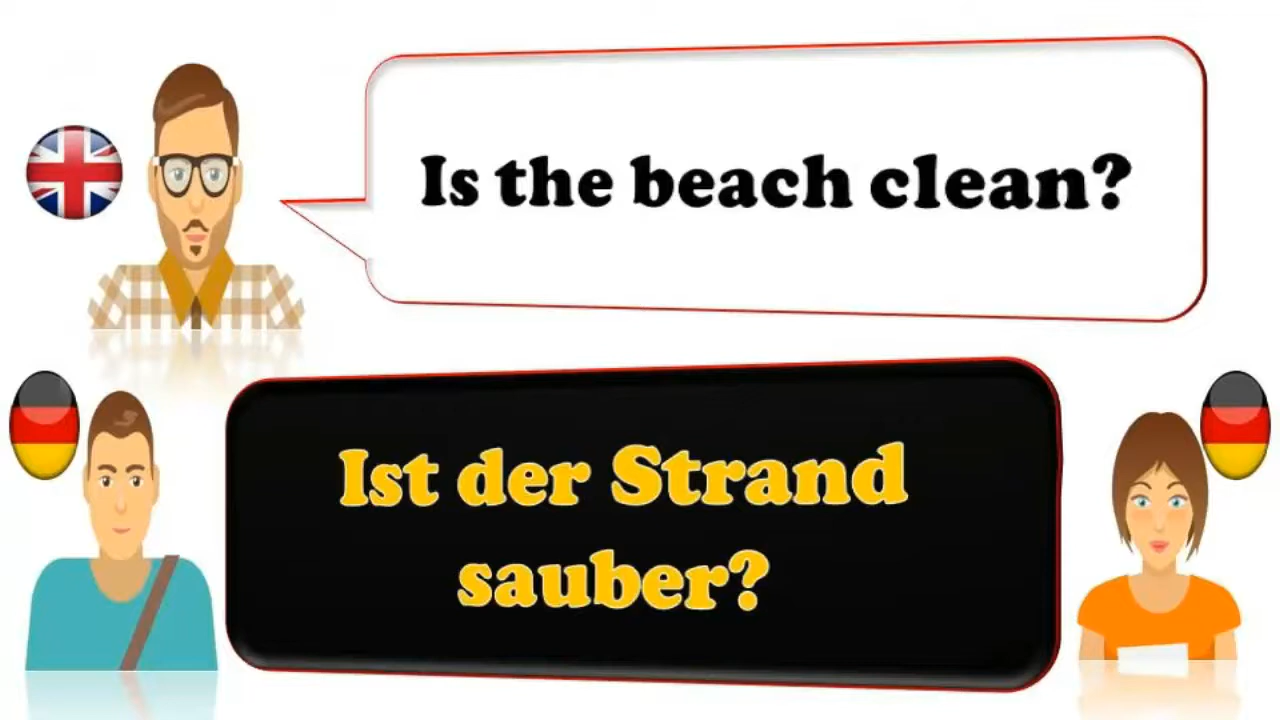 Is the beach clean?
Ist der Strand
sauber?